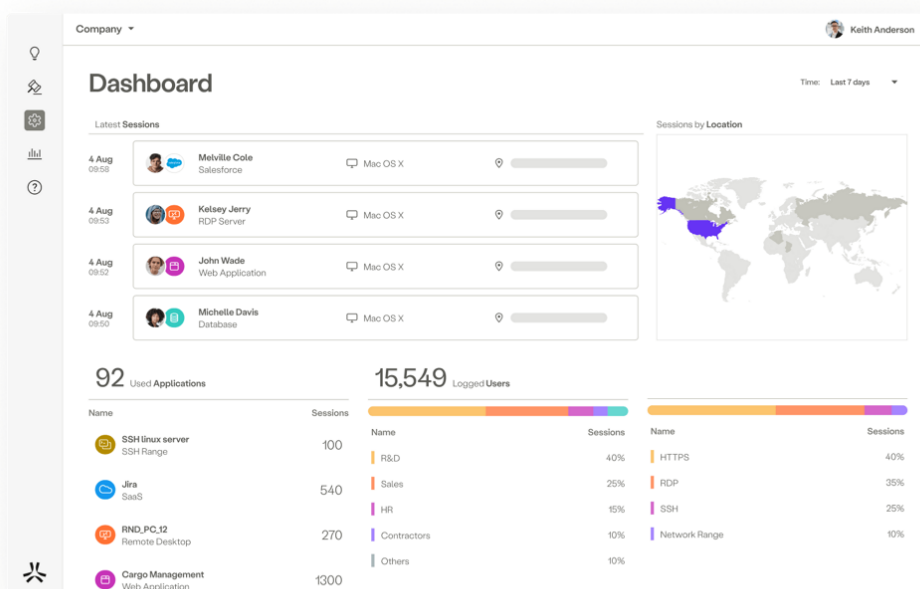 Company
Keith Anderson
Dashboard
Time: Last 7 days
Latest Sessions
4 Aug
09:58
Melville Cole
Salesforce
Mac OS X
4 Aug
09:53
Kelsey Jerry
RDP Server
Mac OS X
4 Aug
09:52
John Wade
Web Application
Mac OS X
4 Aug
09:50
Michelle Davis
Database
Mac OS X
Sessions by Location
92 Used Applications
Name Sessions
SSH linux server
SSH Range
100
Jira
SaaS
540
RND_PC_12
Remote Desktop
270
Cargo Management
Web Application
1300
15,549 Logged Users
Name Sessions
R&D 40%
Sales 25%
HR 15%
Contractors 10%
Others 10%
Name Sessions
HTTPS 40%
RDP 35%
SSH 25%
Network Range 10%